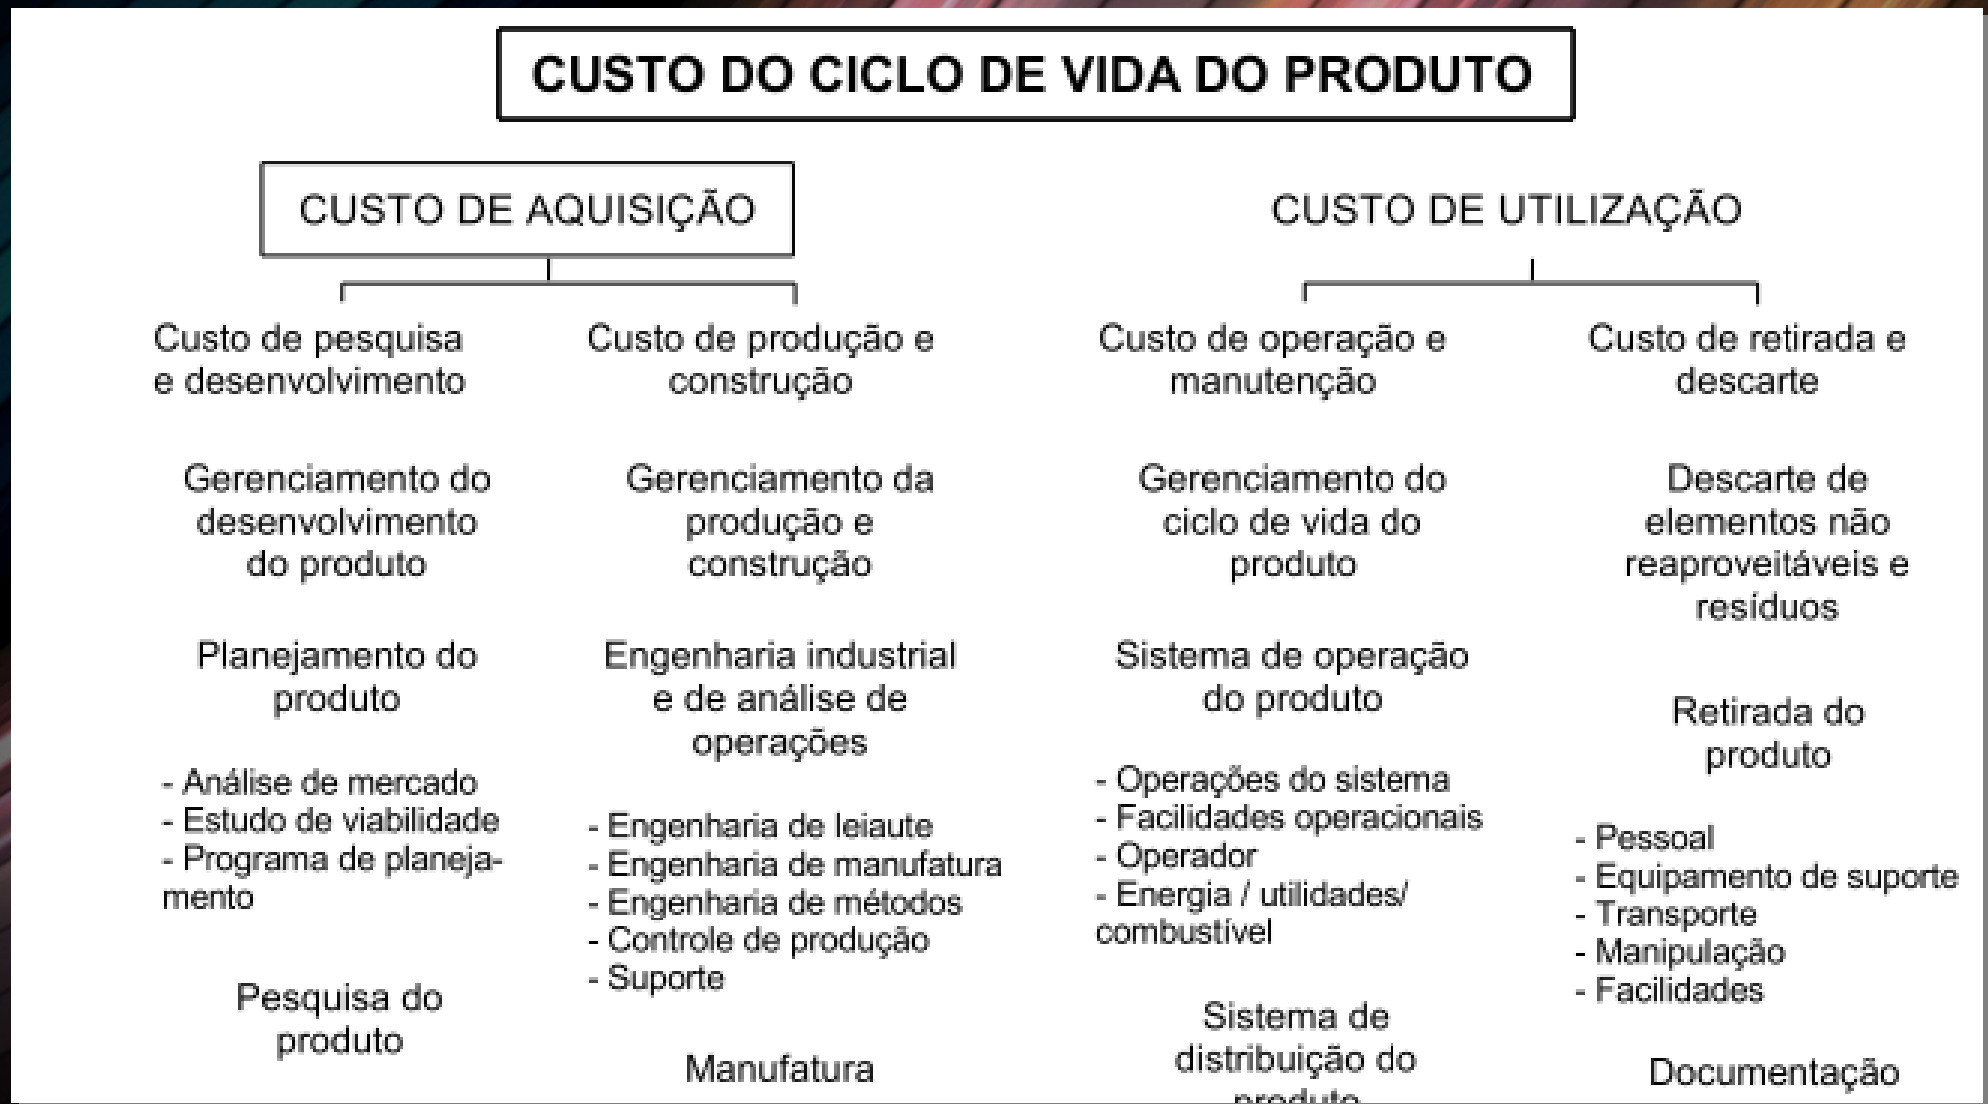 CUSTO DO CICLO DE VIDA DO PRODUTO
CUSTO DE AQUISIÇÃO
Custo de pesquisa
e desenvolvimento
Gerenciamento do
desenvolvimento
do produto
Planejamento do
produto
- Análise de mercado
- Estudo de viabilidade
- Programa de planeja-
mento
Pesquisa do
produto
Custo de produção e
construção
Gerenciamento da
produção e
construção
Engenharia industrial
e de análise de
operações
- Engenharia de leiaute
- Engenharia de manufatura
- Engenharia de métodos
- Controle de produção
- Suporte
Manufatura
CUSTO DE UTILIZAÇÃO
Custo de operação e
manutenção
Gerenciamento do
ciclo de vida do
produto
Sistema de operação
do produto
- Operações do sistema
- Facilidades operacionais
- Operador
- Energia / utilidades/
combustível
Sistema de
distribuição do
produto
Custo de retirada e
descarte
Descarte de
elementos não
reaproveitáveis e
resíduos
Retirada do
produto
- Pessoal
- Equipamento de suporte
- Transporte
- Manipulação
- Facilidades
Documentação